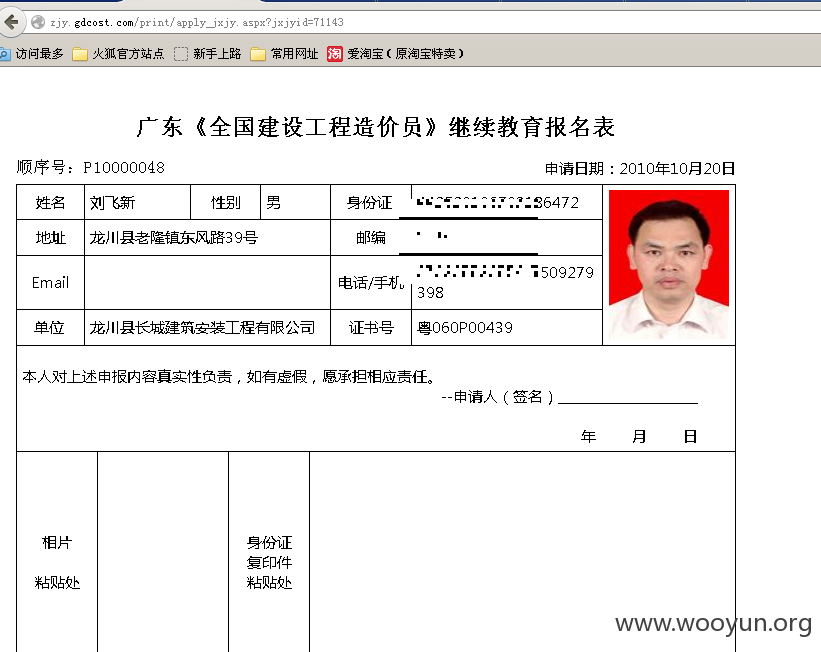 zjy.gdcost.com/print/apply_jxjy.aspx?jxjyid=71143
访问最多 火狐官方站点 新手上路 常用网址 淘 爱淘宝（原淘宝特卖）
广东《全国建设工程造价员》继续教育报名表
顺序号：P10000048 申请日期：2010年10月20日
姓名 刘飞新 性别 男 身份证 86472
地址 龙川县老隆镇东风路39号 邮编
Email 电话/手机 509279
398
单位 龙川县长城建筑安装工程有限公司 证书号 粤060P00439
本人对上述申报内容真实性负责，如有虚假，愿承担相应责任。
--申请人（签名）
年 月 日
相片
粘贴处
身份证
复印件
粘贴处
www.wooyun.org